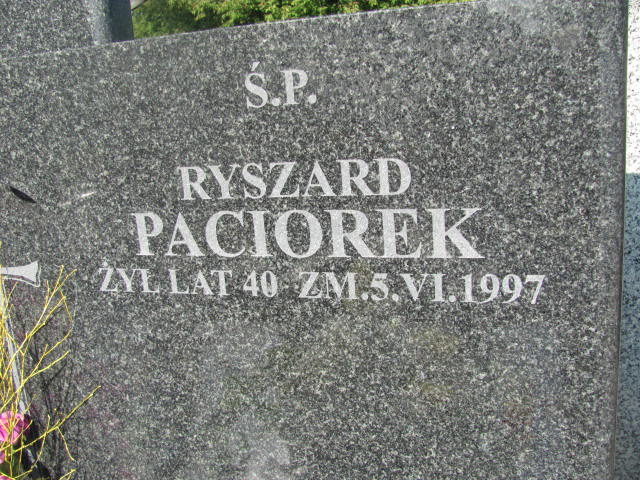 Ś.P.
RYSZARD
PACIOREK
ŻYŁ LAT 40 ZM.5.VI.1997